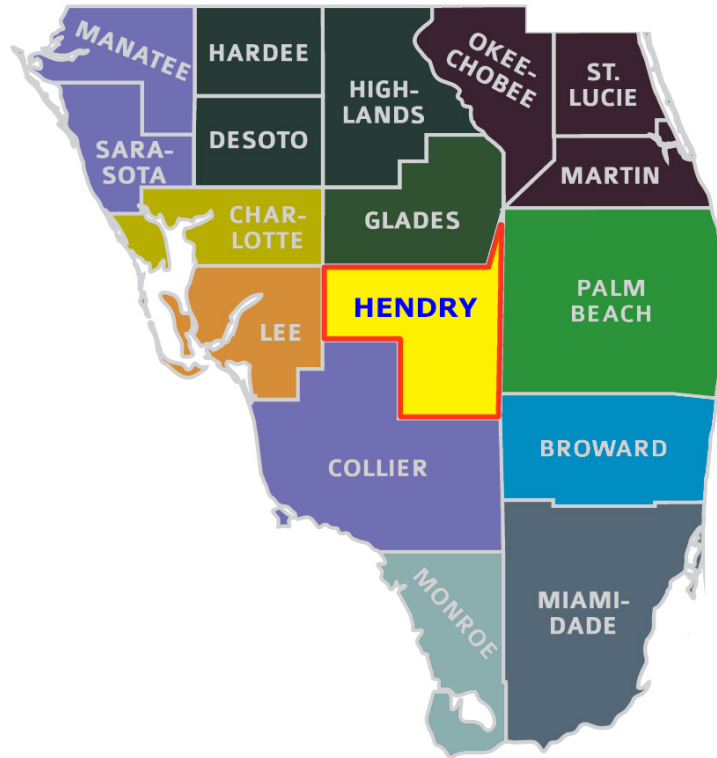 MANATEE
HARDEE
HIGH-
LANDS
OKEE-
CHOBEE
ST.
LUCIE
SARA-
SOTA
DESOTO
MARTIN
CHAR-
LOTTE
GLADES
LEE
HENDRY
PALM
BEACH
COLLIER
BROWARD
MONROE
MIAMI-
DADE